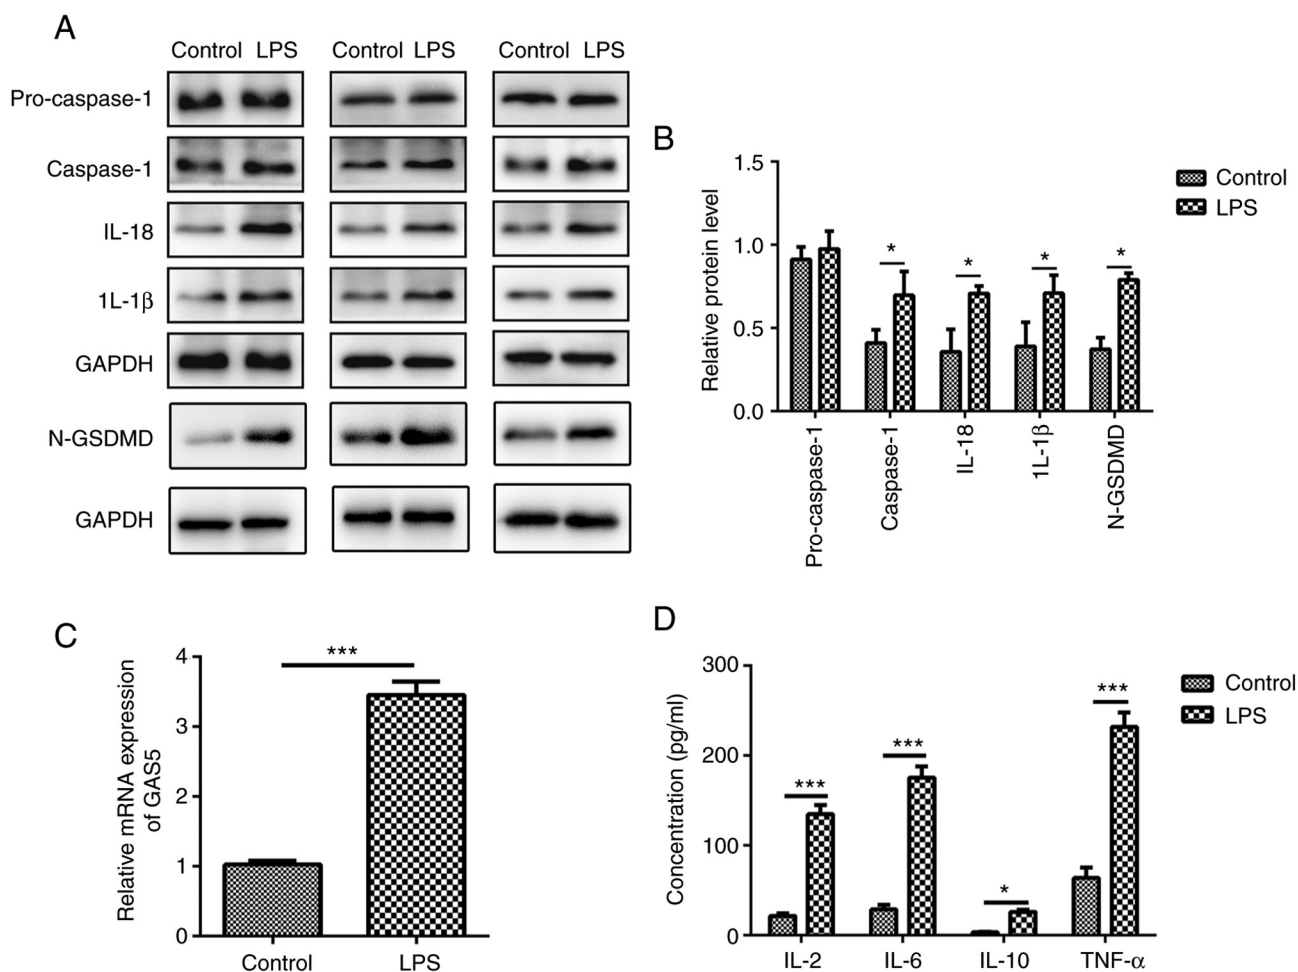 A
Control LPS Control LPS Control LPS
Pro-caspase-1
Caspase-1
IL-18
1L-1β
GAPDH
N-GSDMD
GAPDH
B
1.5
1.0
0.5
0.0
Relative protein level
* * * *
Pro-caspase-1
Caspase-1
IL-18
1L-1β
N-GSDMD
Control
LPS
C
4
3
2
1
0
Relative mRNA expression
of GAS5
***
Control LPS
D
300
200
100
0
Concentration (pg/ml)
***
***
*
***
IL-2 IL-6 IL-10 TNF-α
Control
LPS